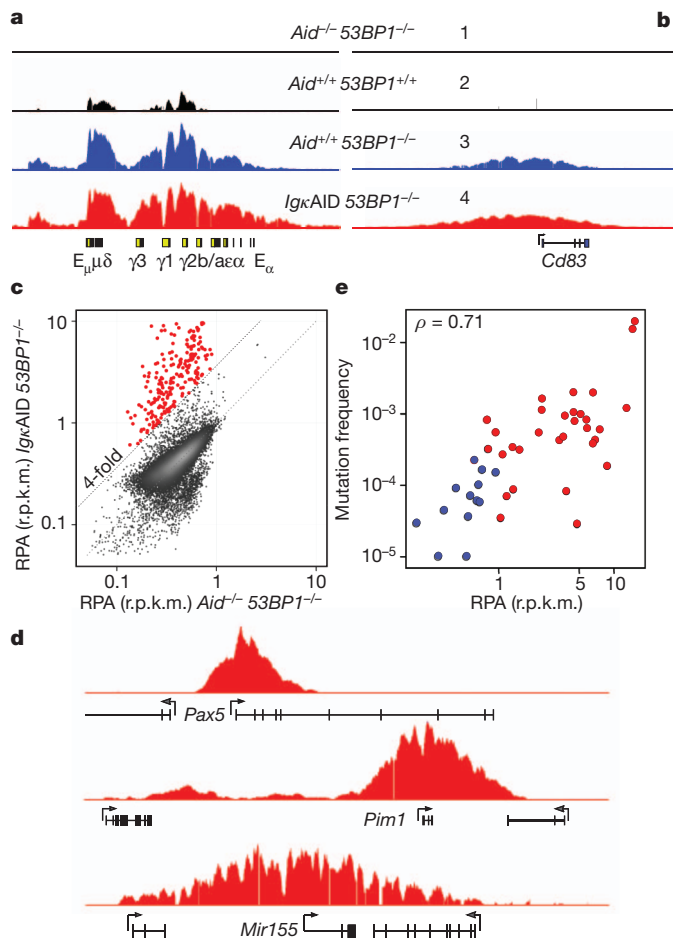 a
b
Aid−/− 53BP1−/− 1
Aid+/+ 53BP1+/+ 2
Aid+/+ 53BP1−/− 3
IgκAID 53BP1−/− 4
Eμμδ γ3 γ1 γ2b/aεα Eα
Cd83
c
e
10
1
0.1
RPA (r.p.k.m.) IgκAID 53BP1−/−
4-fold
0.1 1 10
RPA (r.p.k.m.) Aid−/− 53BP1−/−
ρ = 0.71
10−2
10−3
10−4
10−5
Mutation frequency
1 5 10
RPA (r.p.k.m.)
d
Pax5
Pim1
Mir155